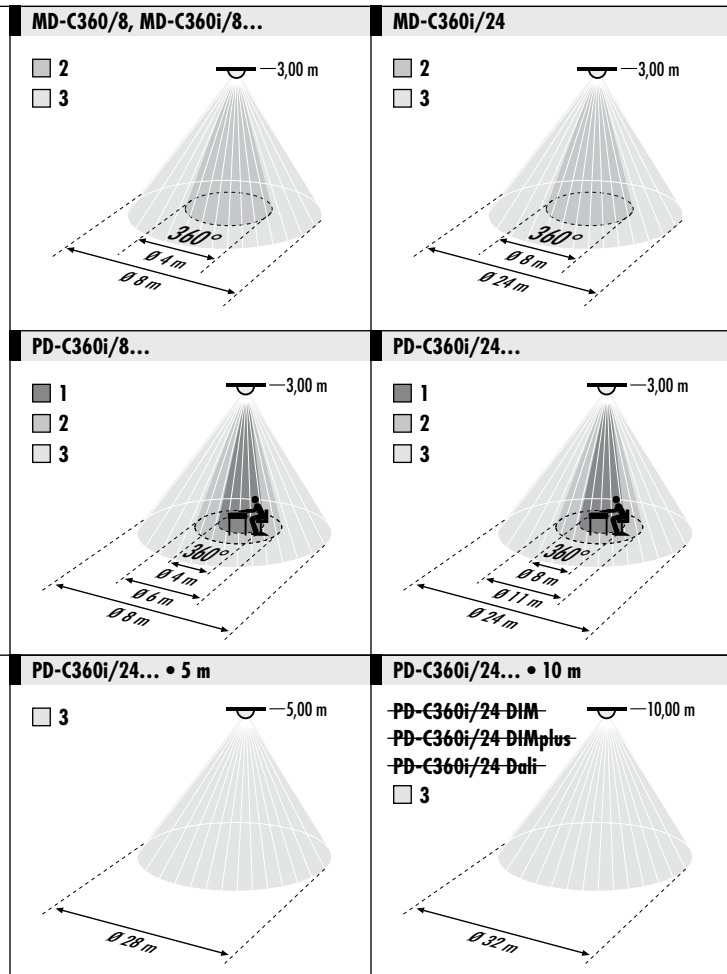 MD-C360/8, MD-C360i/8...
2
3
3,00 m
360°
Ø 4 m
Ø 8 m
MD-C360i/24
2
3
3,00 m
360°
Ø 8 m
Ø 24 m
PD-C360i/8...
1
2
3
3,00 m
360°
Ø 4 m
Ø 6 m
Ø 8 m
PD-C360i/24...
1
2
3
3,00 m
360°
Ø 8 m
Ø 11 m
Ø 24 m
PD-C360i/24... • 5 m
3
5,00 m
Ø 28 m
PD-C360i/24... • 10 m
PD-C360i/24 DIM
PD-C360i/24 DIMplus
PD-C360i/24 Dali
3
10,00 m
Ø 32 m